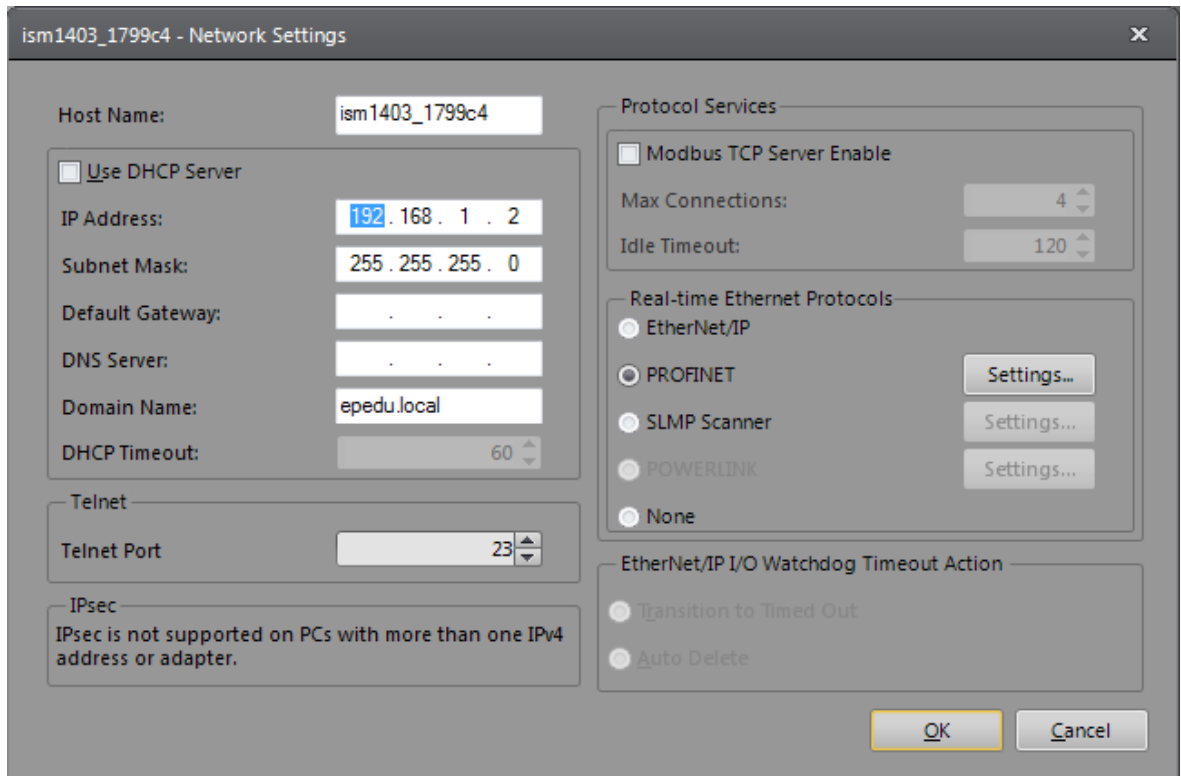 ism1403_1799c4 - Network Settings
Host Name: ism1403_1799c4
Use DHCP Server
IP Address: 192 . 168 . 1 . 2
Subnet Mask: 255 . 255 . 255 . 0
Default Gateway: . . .
DNS Server: . . .
Domain Name: epedu.local
DHCP Timeout: 60
Telnet
Telnet Port 23
IPsec
IPsec is not supported on PCs with more than one IPv4
address or adapter.
Protocol Services
Modbus TCP Server Enable
Max Connections: 4
Idle Timeout: 120
Real-time Ethernet Protocols
EtherNet/IP
PROFINET Settings...
SLMP Scanner Settings...
POWERLINK Settings...
None
EtherNet/IP I/O Watchdog Timeout Action
Transition to Timed Out
Auto Delete
OK Cancel